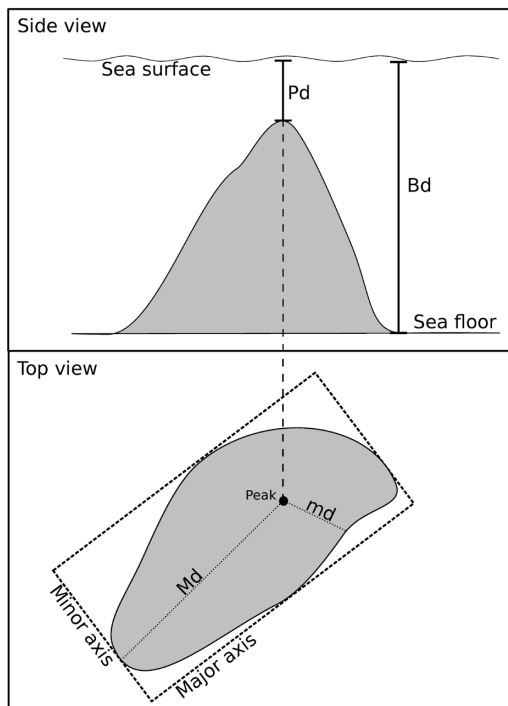 Side view
Sea surface
Pd
Bd
Sea floor
Top view
Peak
md
Md
Minor axis
Major axis